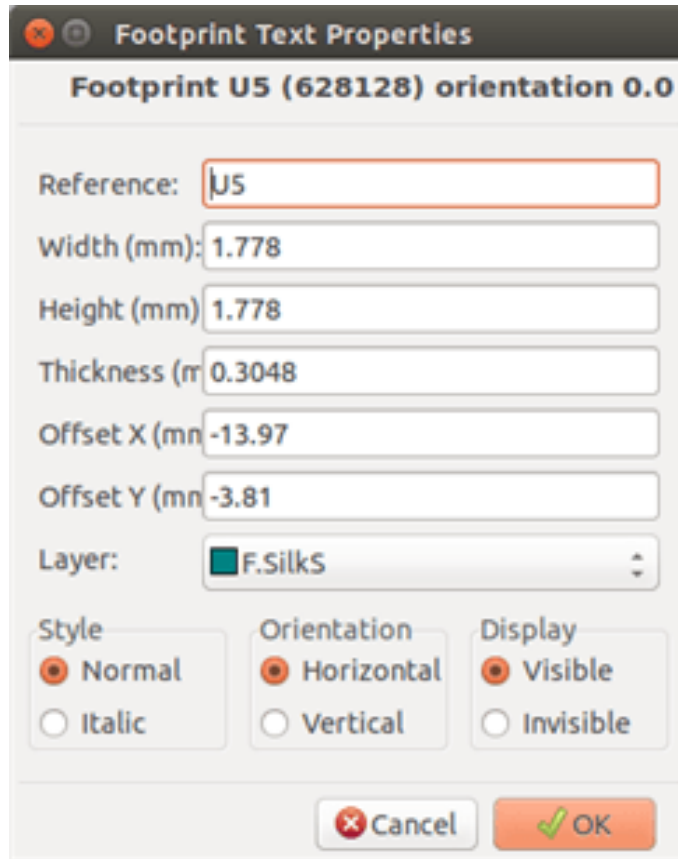 Footprint Text Properties
Footprint U5 (628128) orientation 0.0
Reference: U5
Width (mm): 1.778
Height (mm) 1.778
Thickness (m 0.3048
Offset X (mn -13.97
Offset Y (mn -3.81
Layer: F.SilkS
Style Orientation Display
Normal Horizontal Visible
Italic Vertical Invisible
Cancel OK